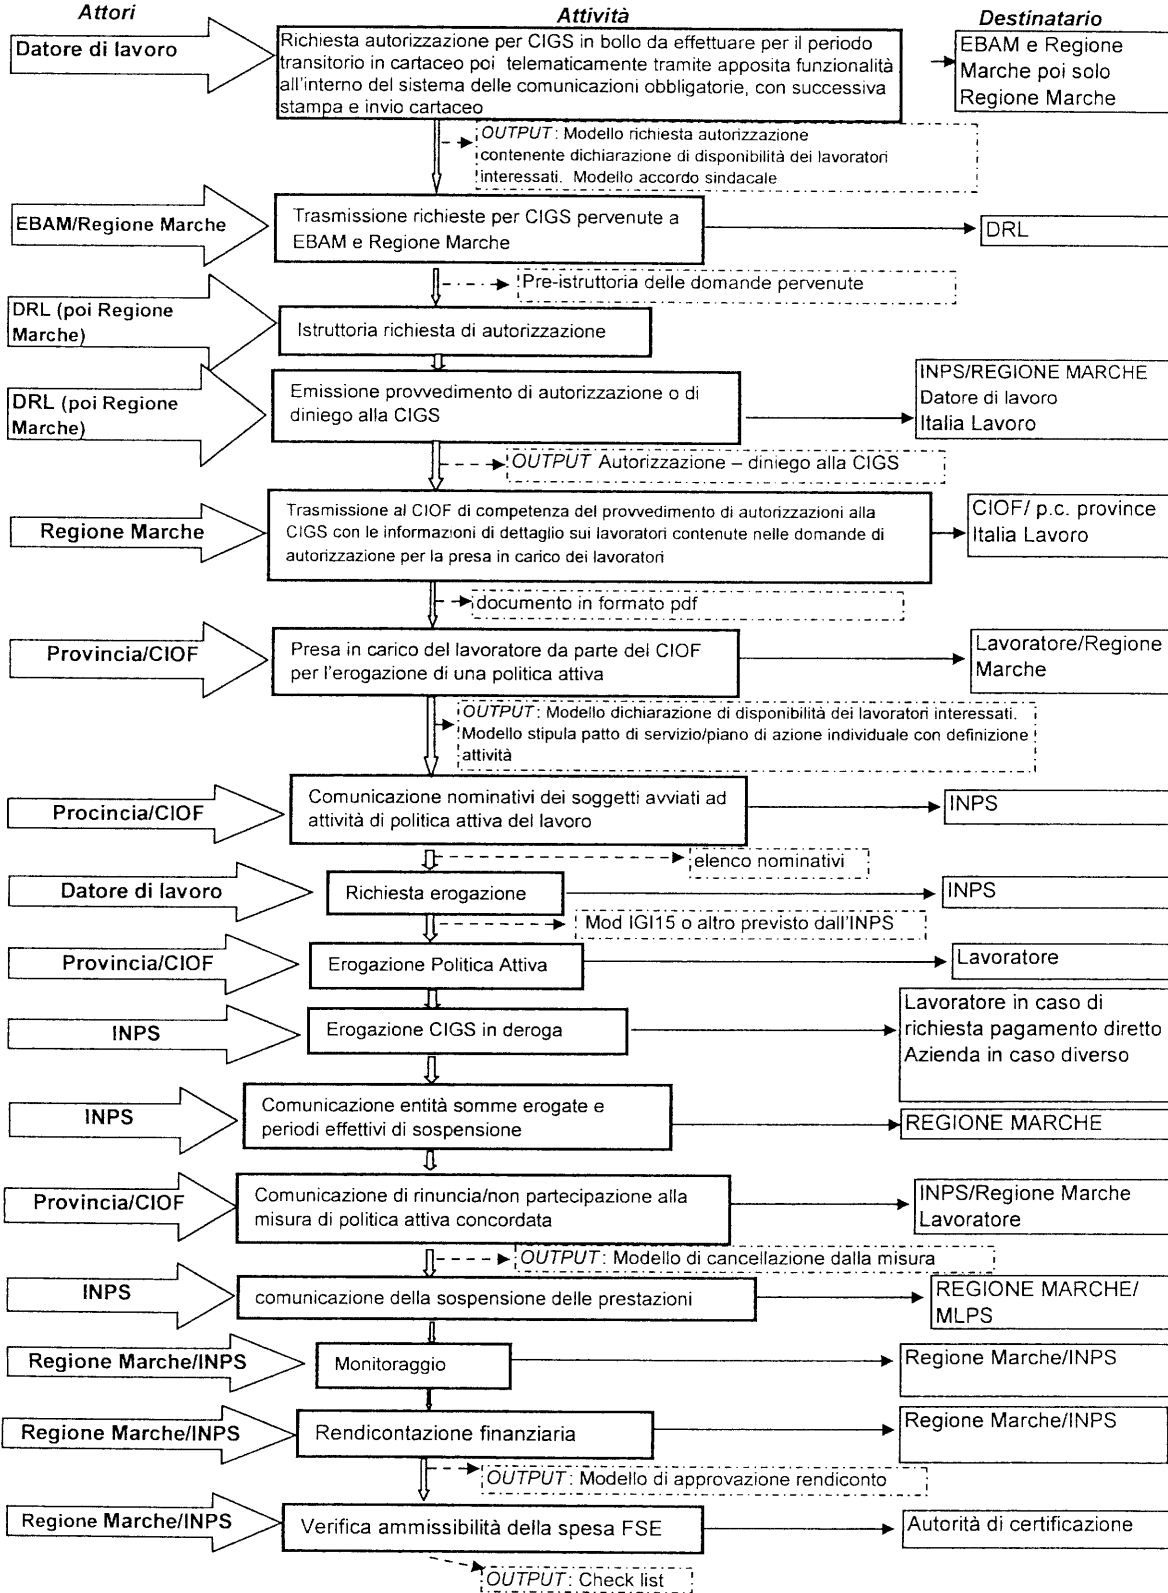 Attori
Attività
Destinatario
Datore di lavoro
Richiesta autorizzazione per CIGS in bollo da effettuare per il periodo
transitorio in cartaceo poi telematicamente tramite apposita funzionalità
all'interno del sistema delle comunicazioni obbligatorie, con successiva
stampa e invio cartaceo
EBAM e Regione
Marche poi solo
Regione Marche
OUTPUT: Modello richiesta autorizzazione
contenente dichiarazione di disponibilità dei lavoratori
interessati. Modello accordo sindacale
EBAM/Regione Marche
Trasmissione richieste per CIGS pervenute a
EBAM e Regione Marche
DRL
Pre-istruttoria delle domande pervenute
DRL (poi Regione
Marche)
Istruttoria richiesta di autorizzazione
DRL (poi Regione
Marche)
Emissione provvedimento di autorizzazione o di
diniego alla CIGS
INPS/REGIONE MARCHE
Datore di lavoro
Italia Lavoro
OUTPUT Autorizzazione – diniego alla CIGS
Regione Marche
Trasmissione al CIOF di competenza del provvedimento di autorizzazioni alla
CIGS con le informazioni di dettaglio sui lavoratori contenute nelle domande di
autorizzazione per la presa in carico dei lavoratori
CIOF/ p.c. province
Italia Lavoro
documento in formato pdf
Provincia/CIOF
Presa in carico del lavoratore da parte del CIOF
per l'erogazione di una politica attiva
Lavoratore/Regione
Marche
OUTPUT: Modello dichiarazione di disponibilità dei lavoratori interessati.
Modello stipula patto di servizio/piano di azione individuale con definizione
attività
Procincia/CIOF
Comunicazione nominativi dei soggetti avviati ad
attività di politica attiva del lavoro
INPS
elenco nominativi
Datore di lavoro
Richiesta erogazione
INPS
Mod IGI15 o altro previsto dall'INPS
Provincia/CIOF
Erogazione Politica Attiva
Lavoratore
INPS
Erogazione CIGS in deroga
Lavoratore in caso di
richiesta pagamento diretto
Azienda in caso diverso
INPS
Comunicazione entità somme erogate e
periodi effettivi di sospensione
REGIONE MARCHE
Provincia/CIOF
Comunicazione di rinuncia/non partecipazione alla
misura di politica attiva concordata
INPS/Regione Marche
Lavoratore
OUTPUT: Modello di cancellazione dalla misura
INPS
comunicazione della sospensione delle prestazioni
REGIONE MARCHE/
MLPS
Regione Marche/INPS
Monitoraggio
Regione Marche/INPS
Regione Marche/INPS
Rendicontazione finanziaria
Regione Marche/INPS
OUTPUT: Modello di approvazione rendiconto
Regione Marche/INPS
Verifica ammissibilità della spesa FSE
Autorità di certificazione
OUTPUT: Check list